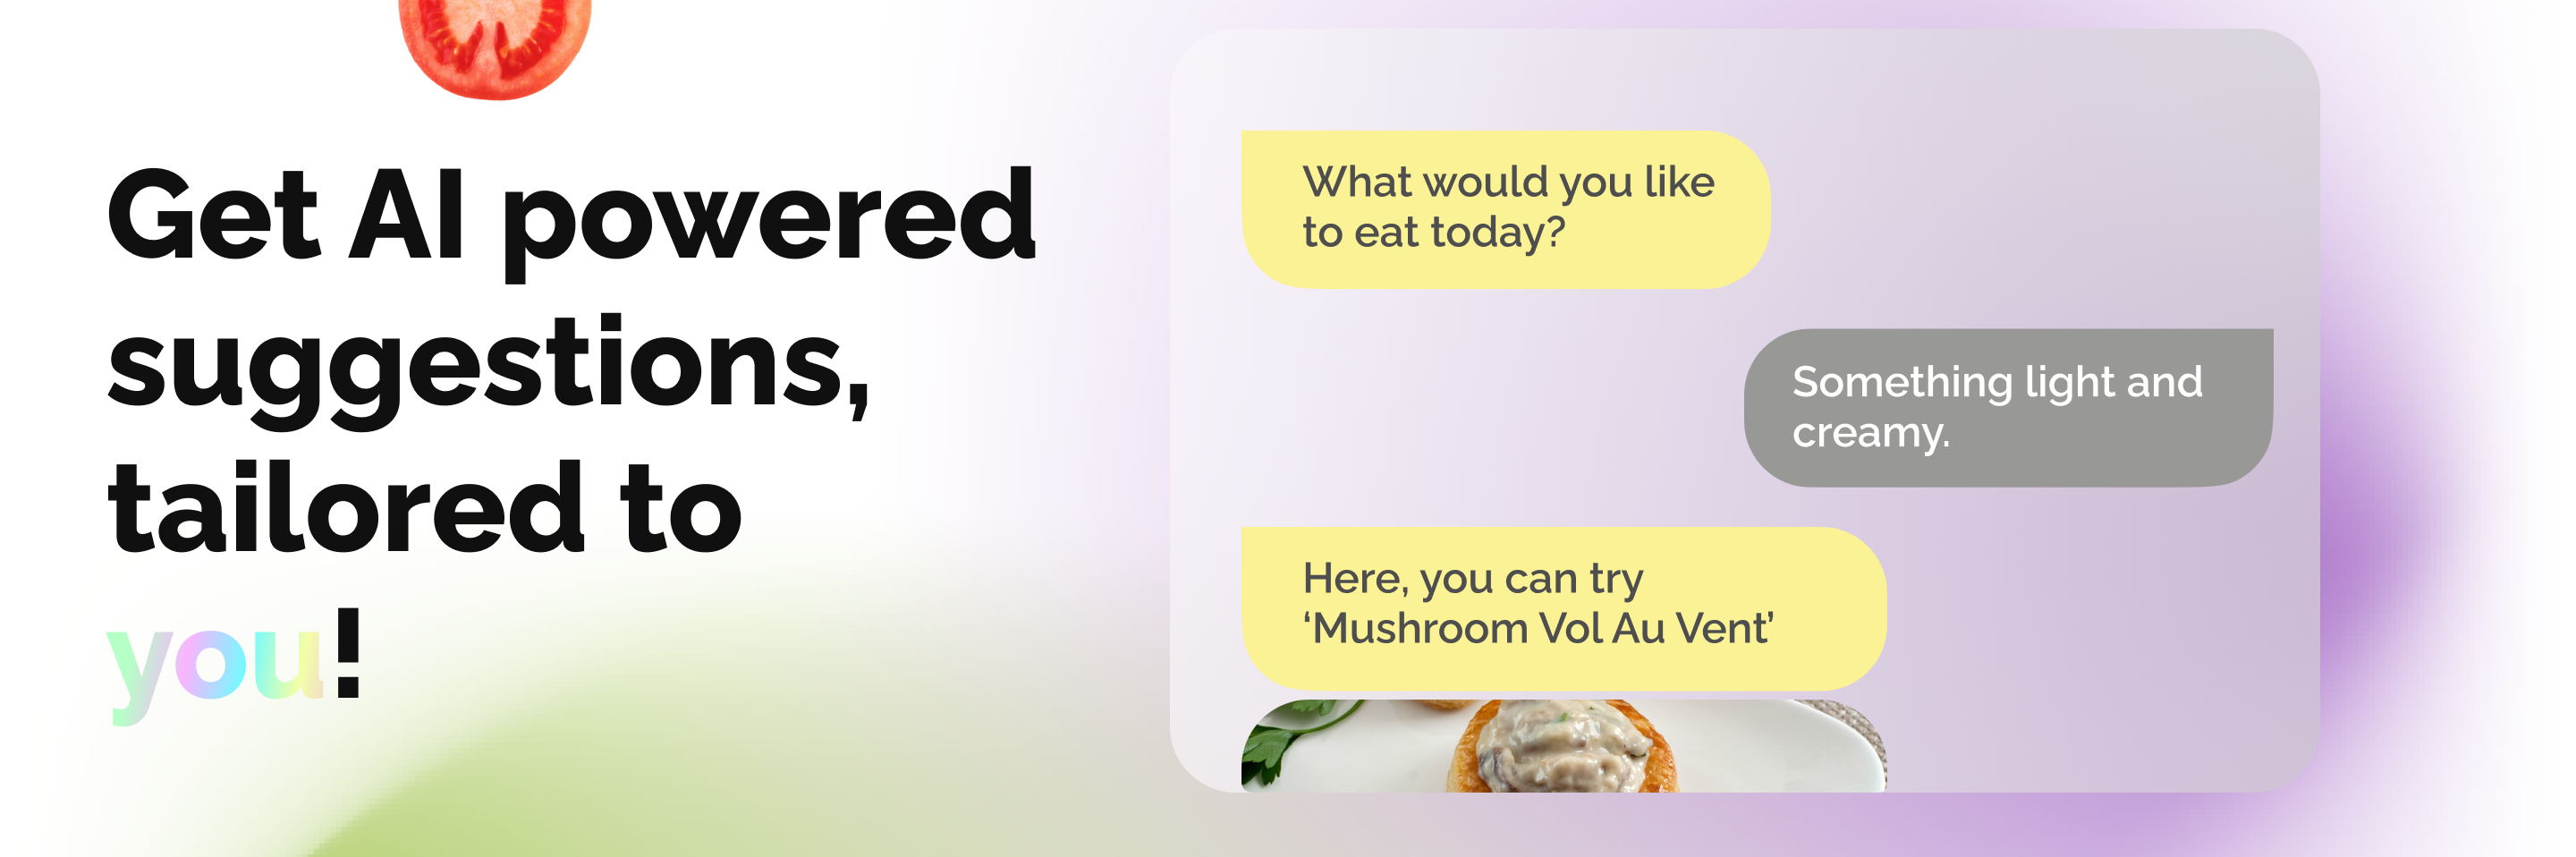 Get AI powered
suggestions,
tailored to
you!
What would you like
to eat today?
Something light and
creamy.
Here, you can try
‘Mushroom Vol Au Vent’